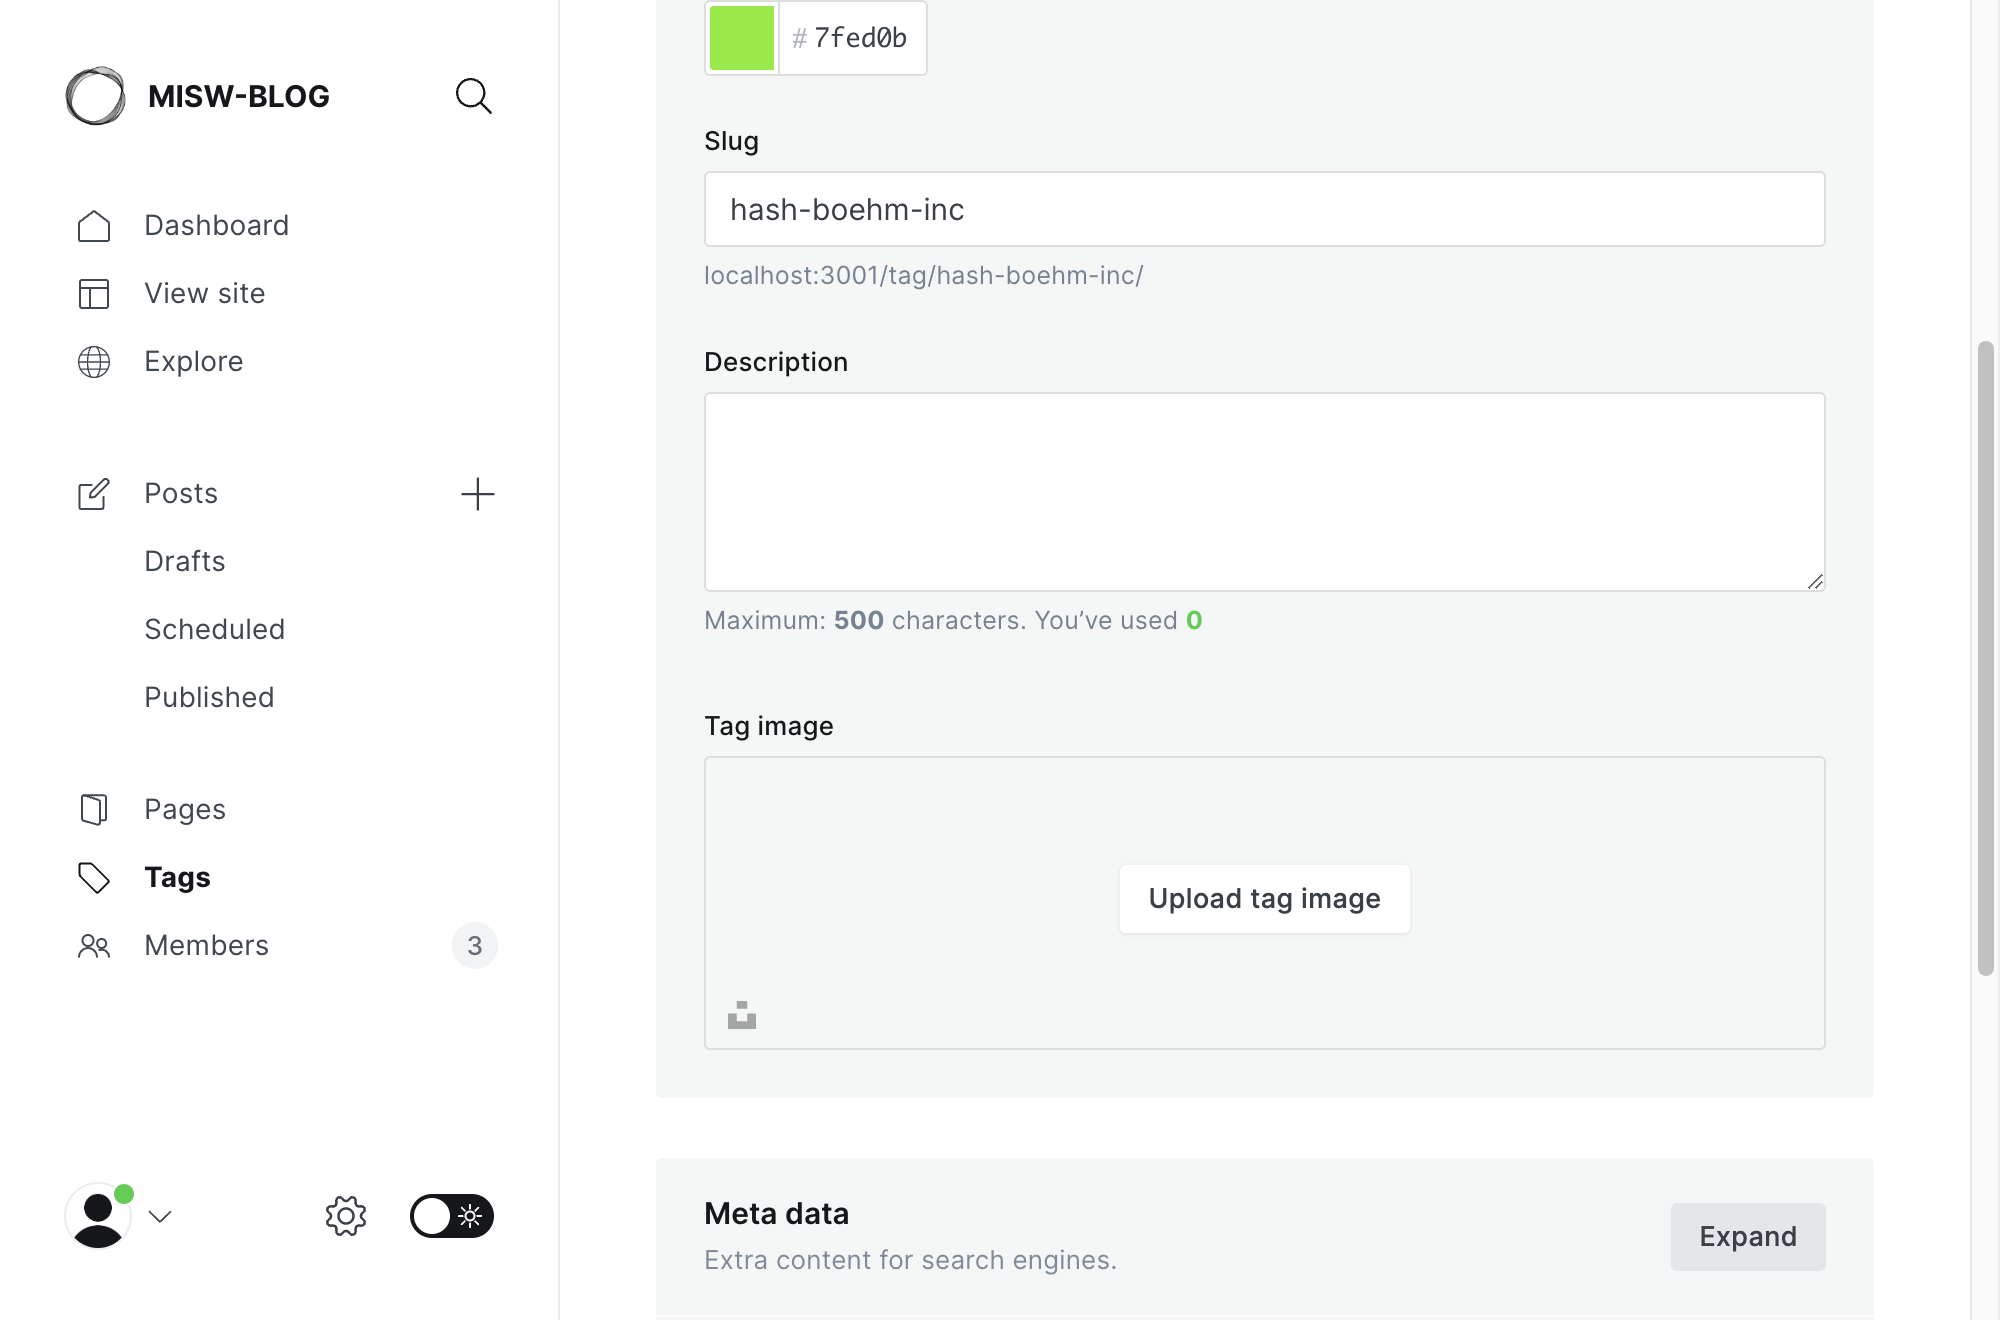 MISW-BLOG
Dashboard
View site
Explore
Posts
Drafts
Scheduled
Published
Pages
Tags
Members 3
# 7fed0b
Slug
hash-boehm-inc
localhost:3001/tag/hash-boehm-inc/
Description
Maximum: 500 characters. You’ve used 0
Tag image
Upload tag image
Meta data
Extra content for search engines.
Expand